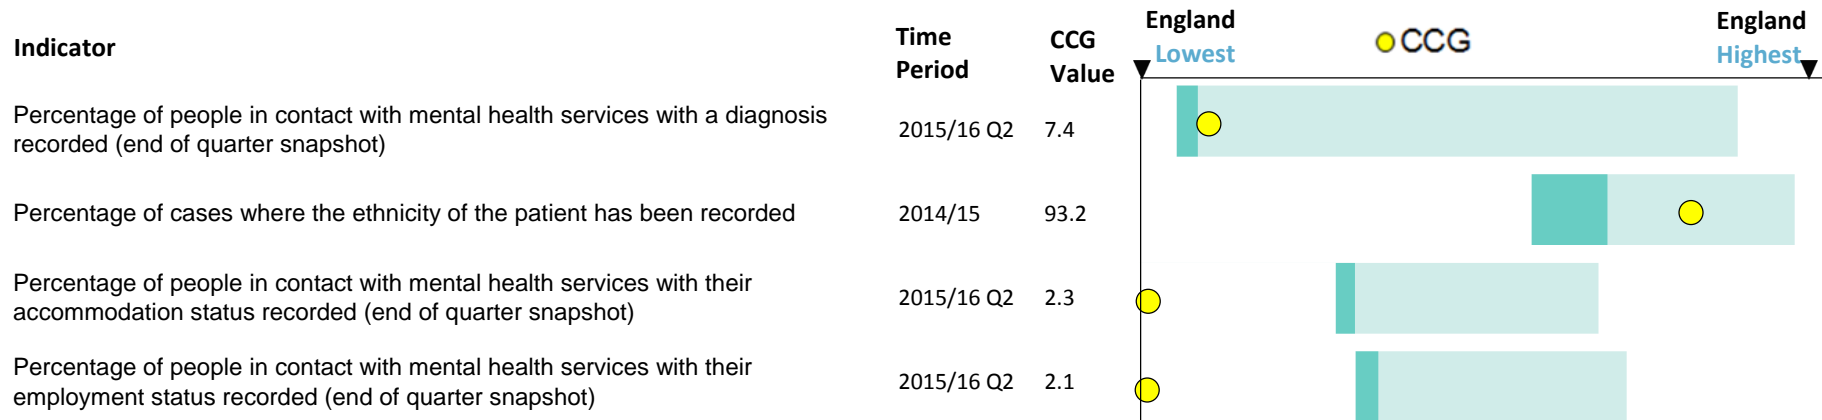 Indicator
Time Period
CCG Value
England Lowest
CCG
England Highest
Percentage of people in contact with mental health services with a diagnosis
recorded (end of quarter snapshot)
2015/16 Q2
7.4
Percentage of cases where the ethnicity of the patient has been recorded
2014/15
93.2
Percentage of people in contact with mental health services with their
accommodation status recorded (end of quarter snapshot)
2015/16 Q2
2.3
Percentage of people in contact with mental health services with their
employment status recorded (end of quarter snapshot)
2015/16 Q2
2.1